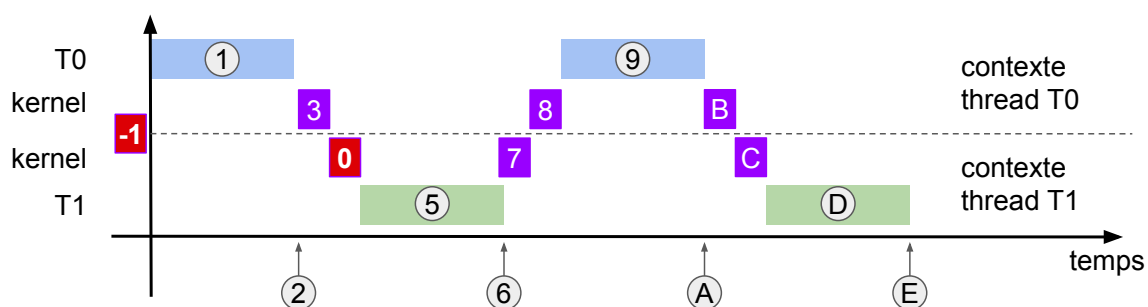 T0
1
9
contexte
thread T0
kernel
3
8
B
-1
kernel
0
7
C
contexte
thread T1
T1
5
D
temps
2
6
A
E